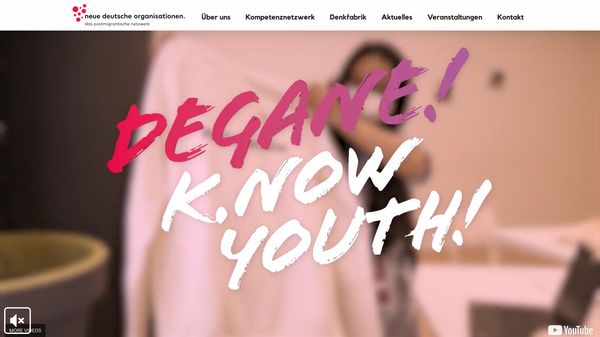 neue deutsche organisationen.
das postmigrantische netzwerk
Über uns
Kompetenznetzwerk
Denkfabrik
Aktuelles
Veranstaltungen
Kontakt
DEGANE!
K.NOW
YOUTH!
MORE VIDEOS
YouTube